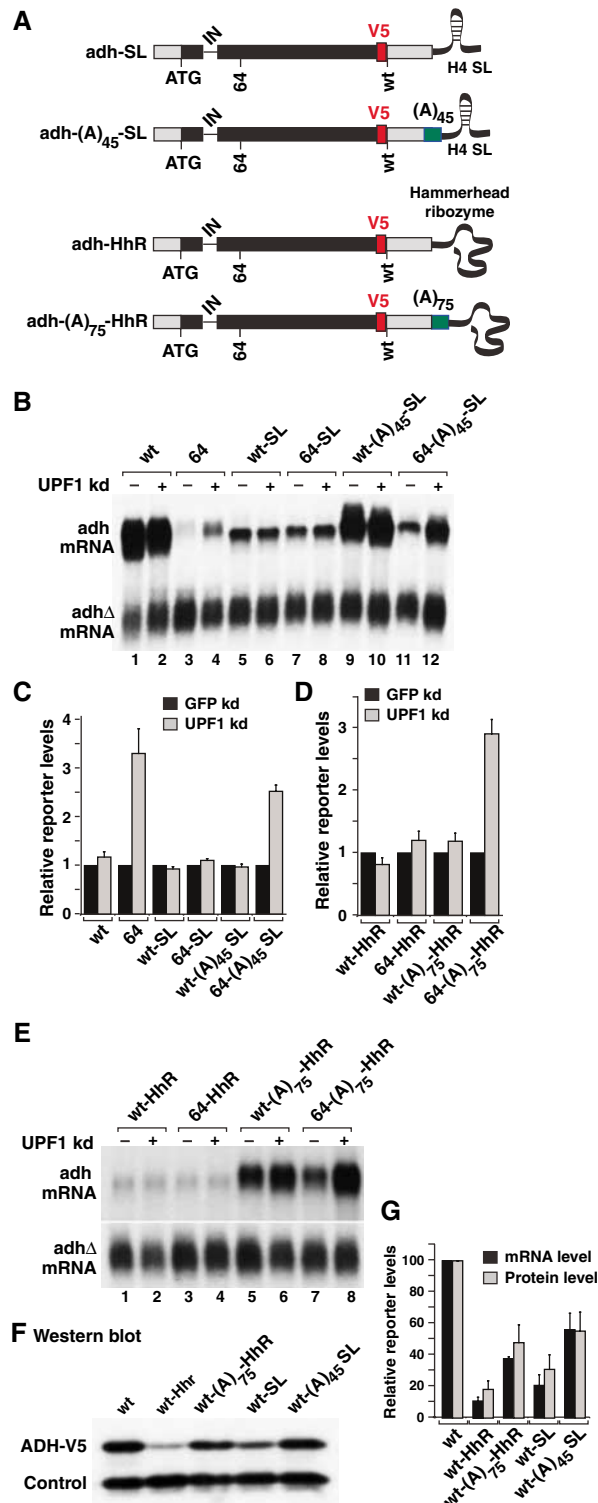 A
V5
adh-SL
IN
ATG
64
wt
H4 SL
V5
(A)45
adh-(A)45-SL
IN
ATG
64
wt
H4 SL
Hammerhead
ribozyme
V5
adh-HhR
IN
ATG
64
wt
V5
(A)75
adh-(A)75-HhR
IN
ATG
64
wt
B
wt 64 wt-SL 64-SL wt-(A)45-SL 64-(A)45-SL
UPF1 kd – + – + – + – + – + – +
adh
mRNA
adhΔ
mRNA
1 2 3 4 5 6 7 8 9 10 11 12
C
GFP kd
UPF1 kd
Relative reporter levels
4
3
2
1
0
wt 64 wt-SL 64-SL wt-(A)45 SL 64-(A)45 SL
D
GFP kd
UPF1 kd
Relative reporter levels
3
2
1
0
wt-HhR 64-HhR wt-(A)75-HhR 64-(A)75-HhR
E
wt-HhR 64-HhR wt-(A)75-HhR 64-(A)75-HhR
UPF1 kd – + – + – + – +
adh
mRNA
adhΔ
mRNA
1 2 3 4 5 6 7 8
F Western blot
wt wt-Hhr wt-(A)75-HhR wt-SL wt-(A)45 SL
ADH-V5
Control
G
mRNA level
Protein level
Relative reporter levels
100
80
60
40
20
0
wt wt-HhR wt-(A)75-HhR wt-SL wt-(A)45 SL